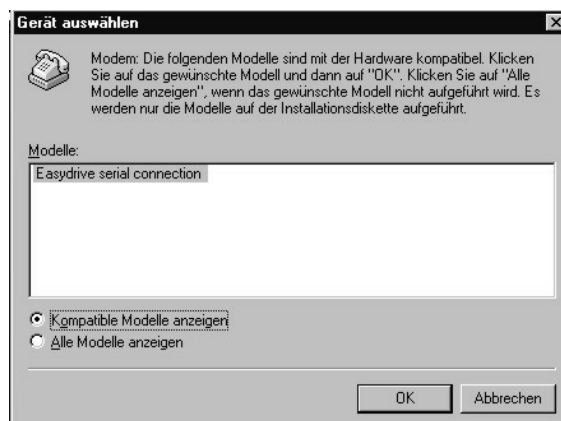 Gerät auswählen
Modem: Die folgenden Modelle sind mit der Hardware kompatibel. Klicken
Sie auf das gewünschte Modell und dann auf "OK". Klicken Sie auf "Alle
Modelle anzeigen", wenn das gewünschte Modell nicht aufgeführt wird. Es
werden nur die Modelle auf der Installationsdiskette aufgeführt.
Modelle:
Easydrive serial connection
Kompatible Modelle anzeigen
Alle Modelle anzeigen
OK
Abbrechen